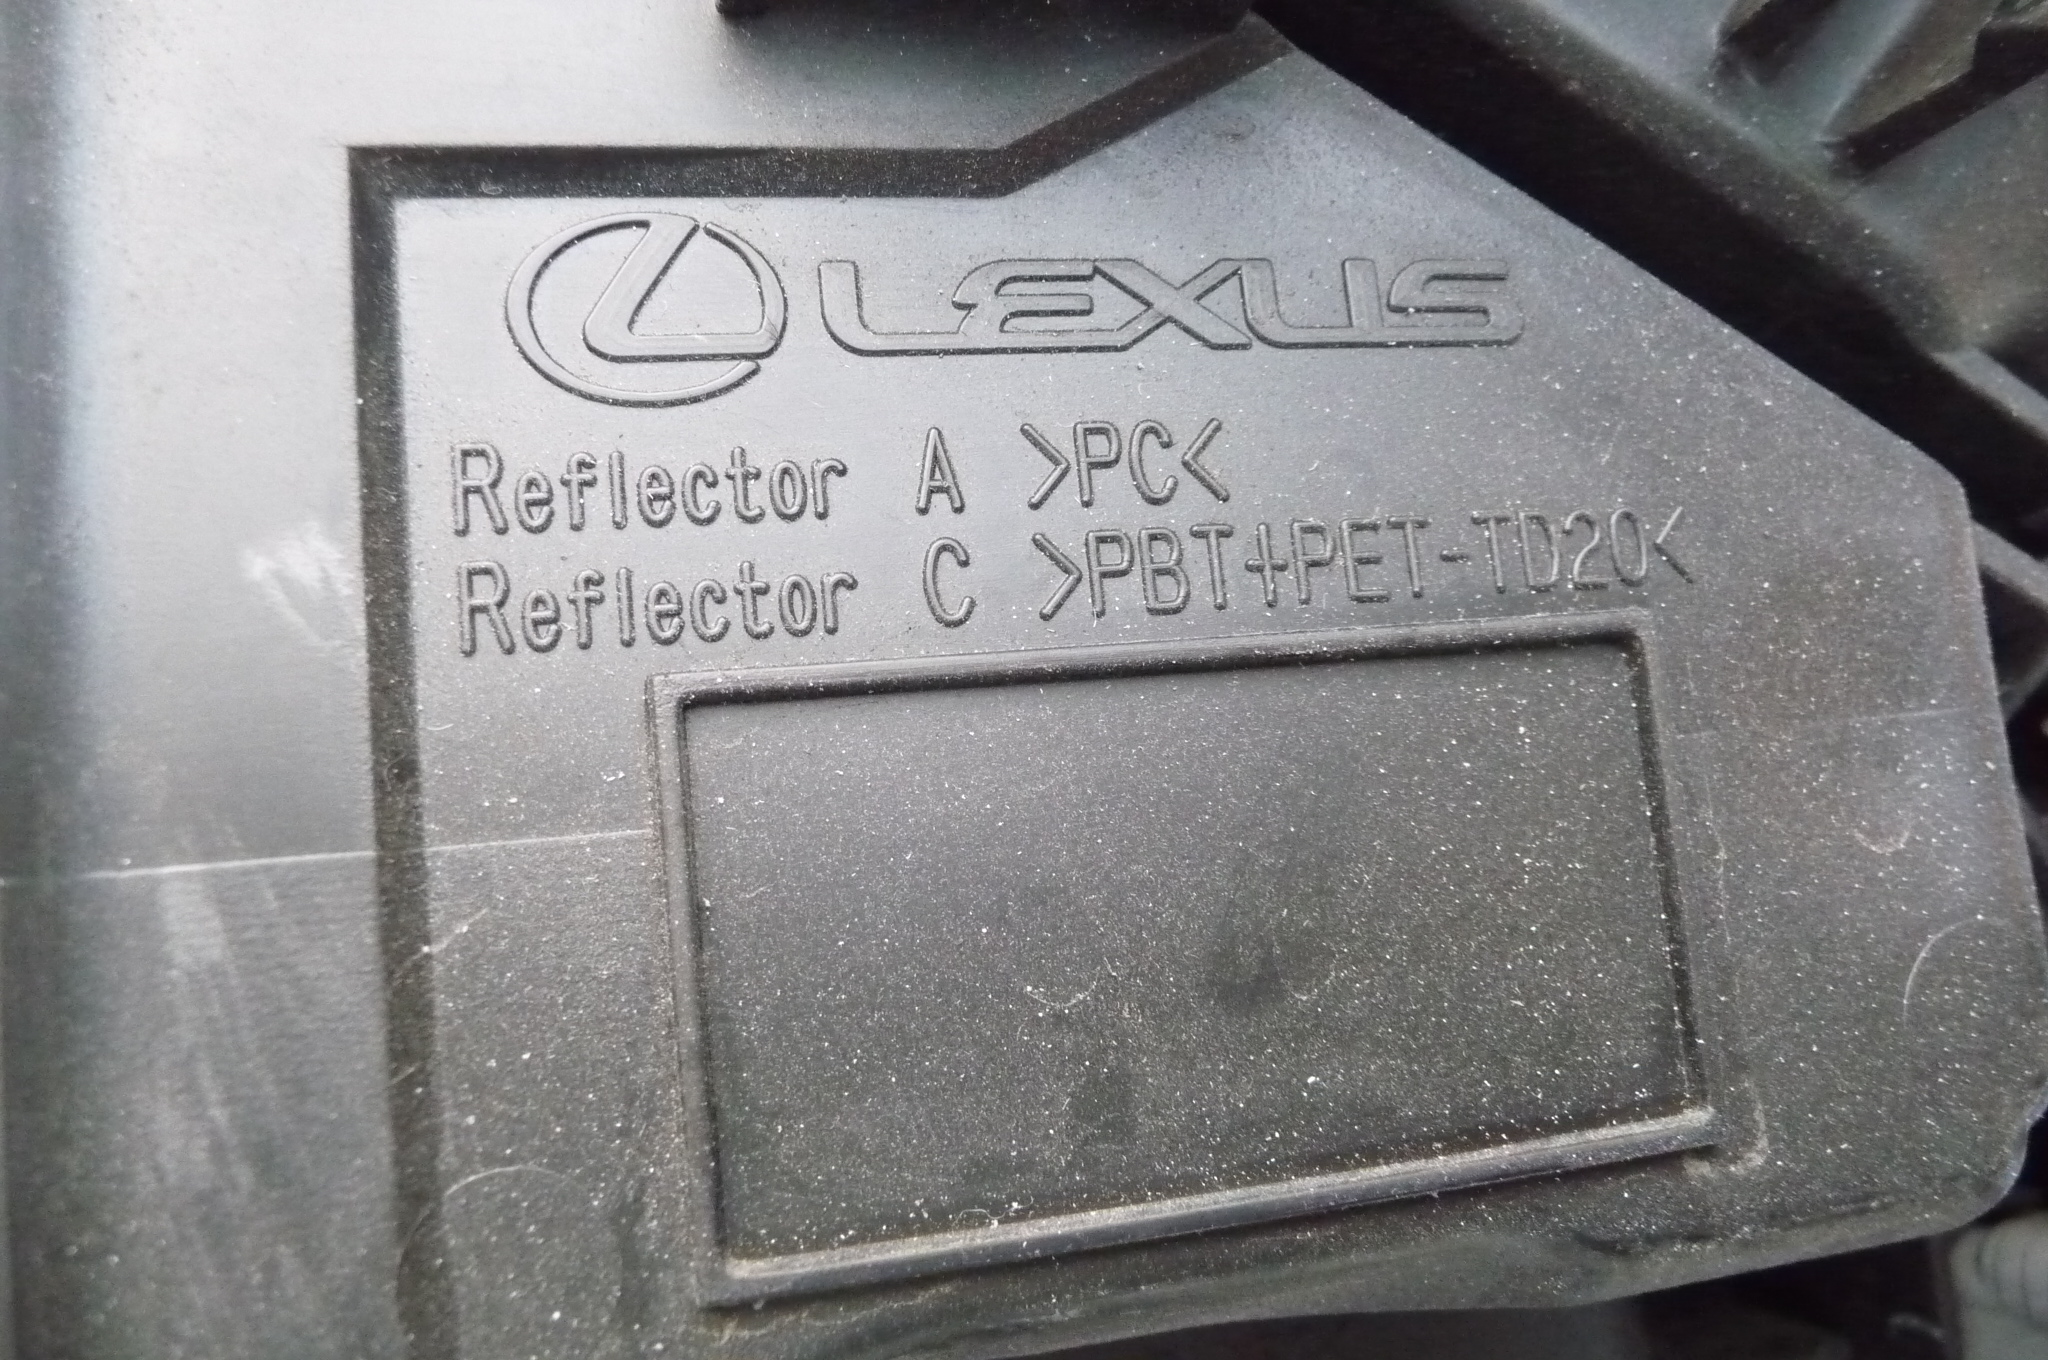 LEXUS
Reflector A >PC<
Reflector C >PBT+PET-TD20<